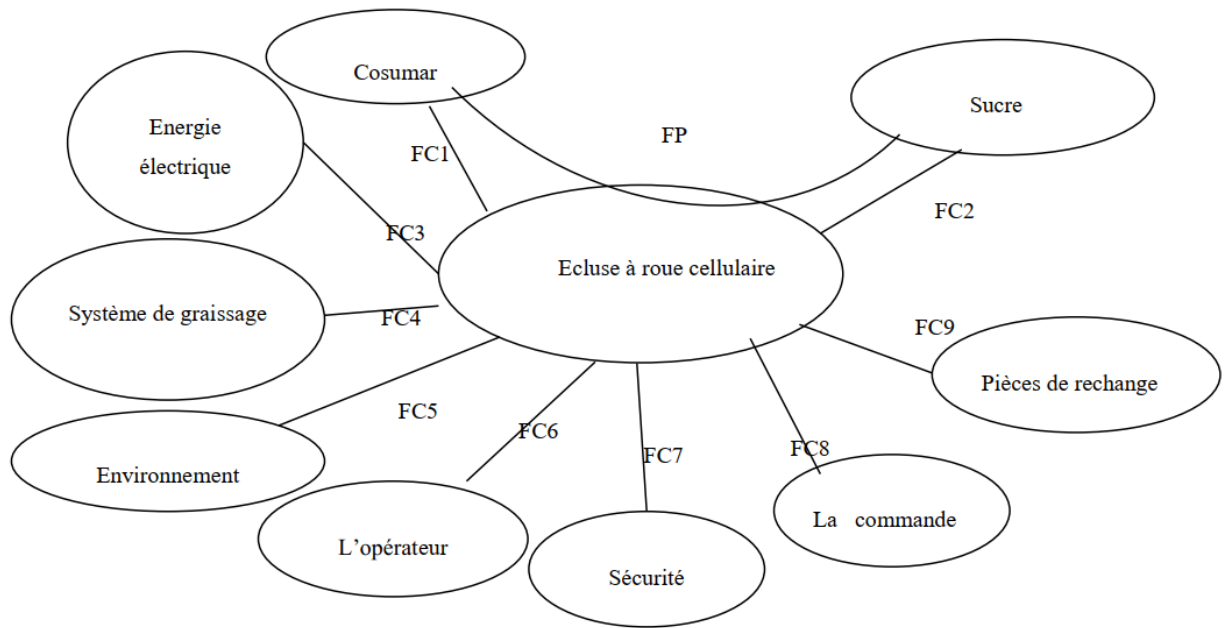 Cosumar
Sucre
Energie
électrique
FP
FC1
FC2
FC3
Ecluse à roue cellulaire
Système de graissage
FC4
FC9
Pièces de rechange
FC5
FC6
FC7
FC8
Environnement
La commande
L’opérateur
Sécurité